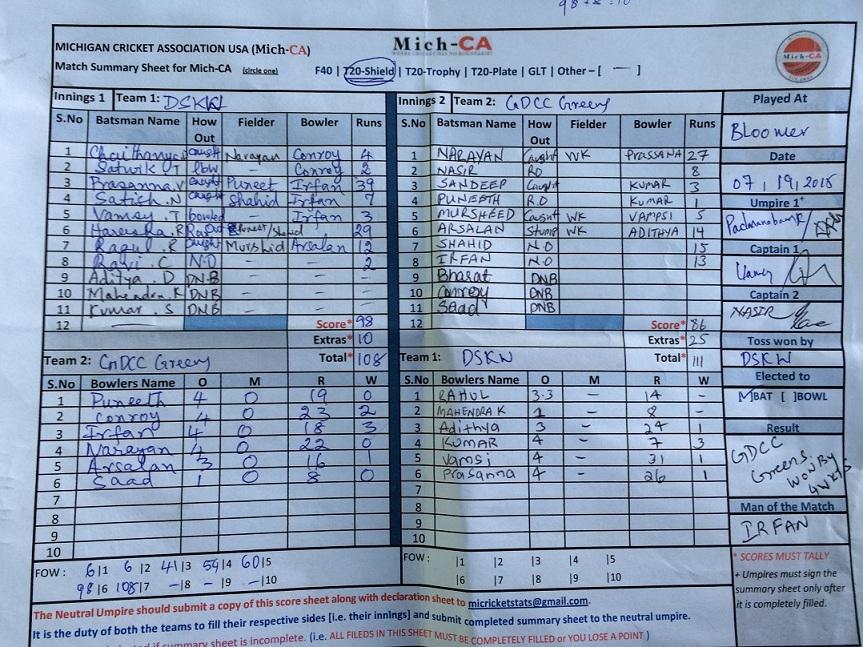 MICHIGAN CRICKET ASSOCIATION USA (Mich-CA)
Mich-CA
Match Summary Sheet for Mich-CA (circle one) F40 | T20-Shield | T20-Trophy | T20-Plate | GLT | Other – [ — ]
Innings 1 Team 1: DSKW
S.No Batsman Name How Out Fielder Bowler Runs
1 caught Narayan Conroy 4
2 Satwik T lbw – Conroy 2
3 Prasanna.V caught Puneet Irfan 39
4 Satish.N caught Shahid Irfan 7
5 Vamsy.T bowled – Irfan 3
6 29
7 Ragul.R caught Murshid Arsalan 12
8 Ravi.C N.O – – 2
9 Aditya.D DNB – –
10 Mahendra.K DNB – –
11 Kumar.S DNB – –
12 Score* 98
Extras* 10
Total* 108
Team 2: GDCC Greens
S.No Bowlers Name O M R W
1 Puneeth 4 0 19 0
2 Conroy 4 0 23 2
3 Irfan 4 0 18 3
4 Narayan 4 0 22 0
5 Arsalan 3 0 16 1
6 Saad 1 0 8 0
7
8
9
10
FOW : 6|1 6|2 41|3 59|4 60|5
98|6 108|7 –|8 –|9 –|10
Innings 2 Team 2: GDCC Greens
S.No Batsman Name How Out Fielder Bowler Runs
1 NARAYAN Caught WK PRASSANA 27
2 NASIR RO 8
3 SANDEEP Caught KUMAR 3
4 PUNEETH R.O KUMAR 1
5 MURSHEED Caught WK VAMPSI 5
6 ARSALAN Stump WK ADITHYA 14
7 SHAHID N.O 15
8 IRFAN N.O 13
9 Bharat DNB
10 Conroy DNB
11 Saad DNB
12 Score* 86
Extras* 25
Total* 111
Team 1: DSKW
S.No Bowlers Name O M R W
1 RAHUL 3.3 – 14 –
2 MAHENDRA K 1 – 8 –
3 Adithya 3 – 24 1
4 KUMAR 4 – 7 3
5 Vamsi 4 – 31 1
6 Prasanna 4 – 26 1
7
8
9
10
FOW: |1 |2 |3 |4 |5
|6 |7 |8 |9 |10
Mich-CA
Played At
BLOOMER
Date
07, 19, 2015
Umpire 1*
Captain 1
Captain 2
NASIR
Toss won by
DSKW
Elected to
[ ]BAT [ ]BOWL
Result
GDCC
Greens
WON BY
4 WKTS
Man of the Match
IRFAN
* SCORES MUST TALLY
+ Umpires must sign
the summary sheet only after
it is completely filled.
The Neutral Umpire should submit a copy of this score sheet along with declaration sheet to micricketstats@gmail.com.
It is the duty of both the teams to fill their respective sides [i.e. their innings] and submit completed summary sheet to the neutral umpire.
if summary sheet is incomplete. (i.e. ALL FILEDS IN THIS SHEET MUST BE COMPLETELY FILLED or YOU LOSE A POINT)